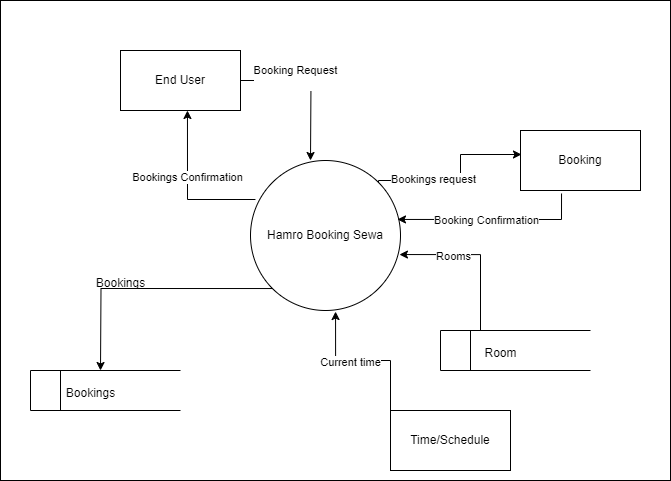 Booking Request
End User
Booking
Bookings Confirmation
Bookings request
Booking Confirmation
Hamro Booking Sewa
Rooms
Bookings
Room
Current time
Bookings
Time/Schedule